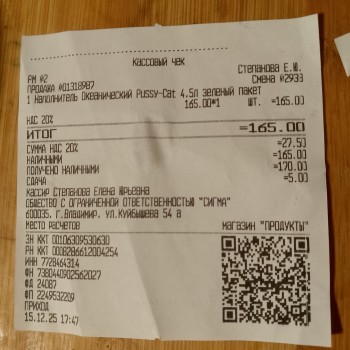 Кассовый чек
РМ #2 Степанова Е.Ю.
ПРОДАЖА #01318987 Смена #2933
1 Наполнитель Океанический Pussy-Cat 4.5л зеленый пакет
165.00*1 шт. =165.00
НДС 20%
ИТОГ =165.00
СУММА НДС 20% =27.50
НАЛИЧНЫМИ =165.00
ПОЛУЧЕНО НАЛИЧНЫМИ =170.00
СДАЧА =5.00
Кассир Степанова Елена Юрьевна
ОБЩЕСТВО С ОГРАНИЧЕННОЙ ОТВЕТСТВЕННОСТЬЮ "СИГМА"
600035, г.Владимир, ул.Куйбышева 54 а
Место расчетов магазин "ПРОДУКТЫ"
ЗН ККТ 00106309530630
РН ККТ 0008286612004254
ИНН 7728464314
ФН 7380440902562027
ФД 24087
ФП 2249532209
ПРИХОД
15.12.25 17:47